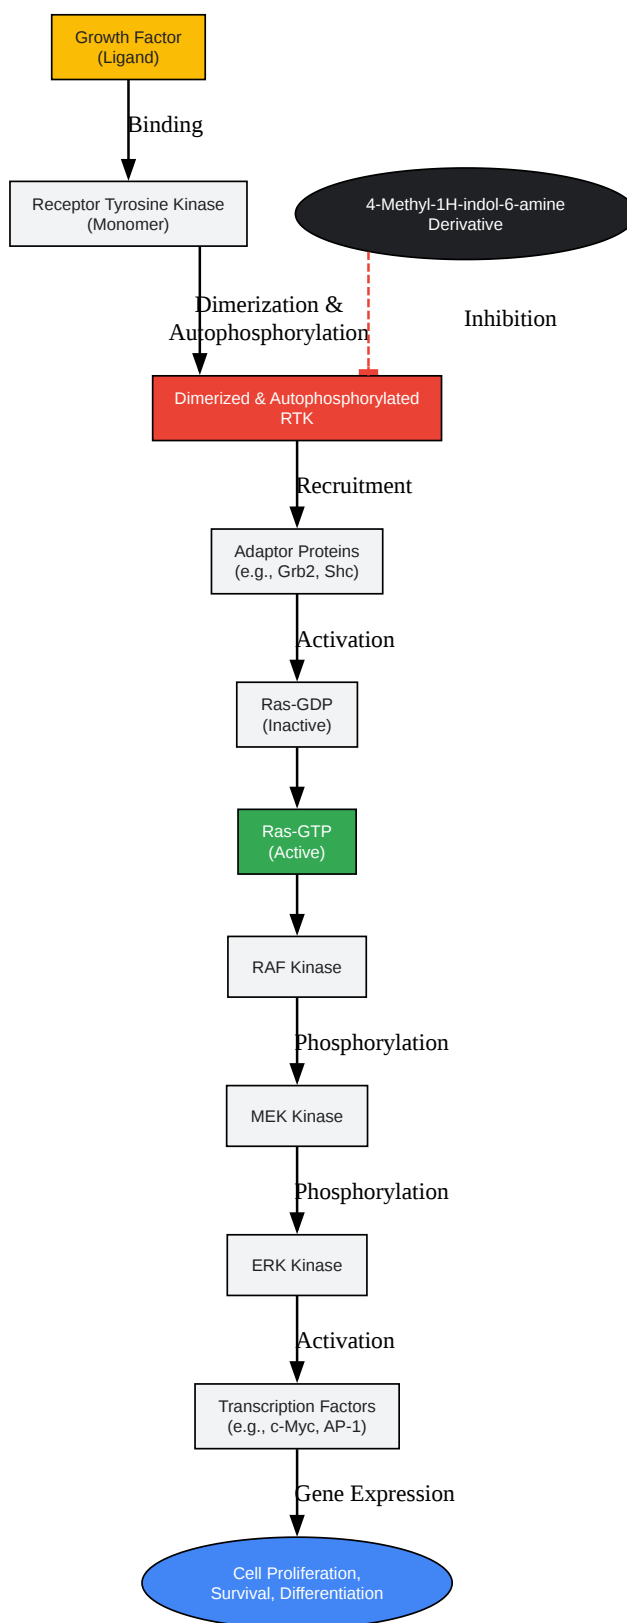 Growth Factor
(Ligand)
Binding
Receptor Tyrosine Kinase
(Monomer)
4-Methyl-1H-indol-6-amine
Derivative
Dimerization &
Autophosphorylation
Inhibition
Dimerized & Autophosphorylated
RTK
Recruitment
Adaptor Proteins
(e.g., Grb2, Shc)
Activation
Ras-GDP
(Inactive)
Ras-GTP
(Active)
RAF Kinase
Phosphorylation
MEK Kinase
Phosphorylation
ERK Kinase
Activation
Transcription Factors
(e.g., c-Myc, AP-1)
Gene Expression
Cell Proliferation,
Survival, Differentiation